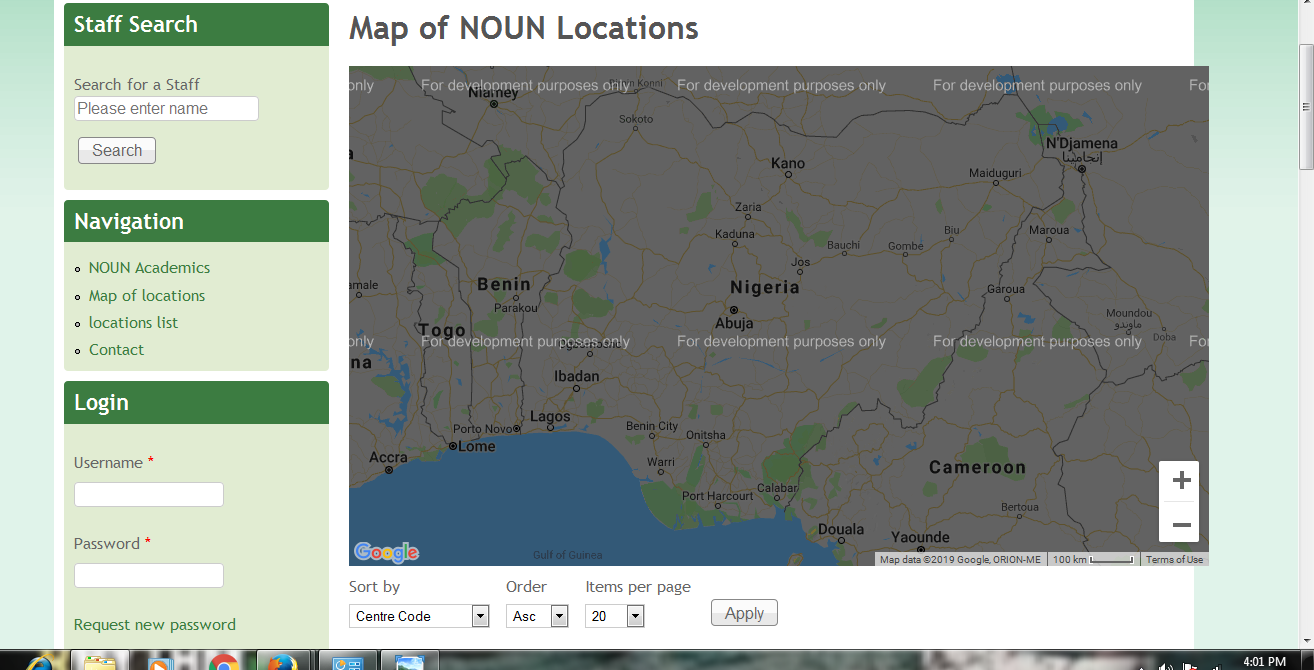 Staff Search
Search for a Staff
Please enter name
Search
Navigation
NOUN Academics
Map of locations
locations list
Contact
Login
Username *
Password *
Request new password
Map of NOUN Locations
only For development purposes only For development purposes only For development purposes only For
Niamey
Sokoto
N'Djamena
إنجامينا
Kano
Maiduguri
Zaria
Kaduna
Biu
Maroua
Bauchi
Gombe
Jos
Benin
Nigeria
amale
Garoua
Parakou
Abuja
Moundou
ماوندو
Togo
Doba
only For development purposes only For development purposes only For development purposes only For
na
Ibadan
Lagos
Porto Novo
Benin City
Onitsha
Lome
Accra
Warri
Cameroon
Calabar
Port Harcourt
Bertoua
Douala
Yaounde
Gulf of Guinea
Google
Map data ©2019 Google, ORION-ME 100 km Terms of Use
Sort by Order Items per page
Centre Code Asc 20 Apply
4:01 PM